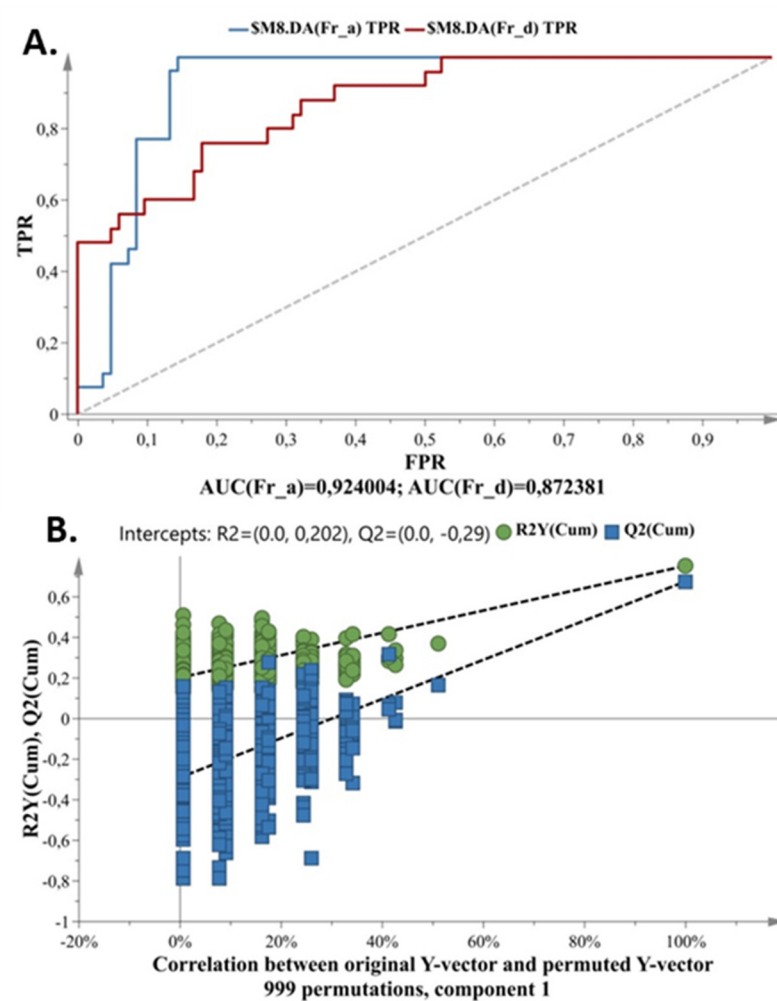 A.
$M8.DA(Fr_a) TPR $M8.DA(Fr_d) TPR
0,8
0,6
0,4
0,2
0
TPR
0 0,1 0,2 0,3 0,4 0,5 0,6 0,7 0,8 0,9
FPR
AUC(Fr_a)=0,924004; AUC(Fr_d)=0,872381
B.
Intercepts: R2=(0.0, 0,202), Q2=(0.0, -0,29) R2Y(Cum) Q2(Cum)
0,6
0,4
0,2
0
-0,2
-0,4
-0,6
-0,8
-1
R2Y(Cum), Q2(Cum)
-20% 0% 20% 40% 60% 80% 100%
Correlation between original Y-vector and permuted Y-vector
999 permutations, component 1